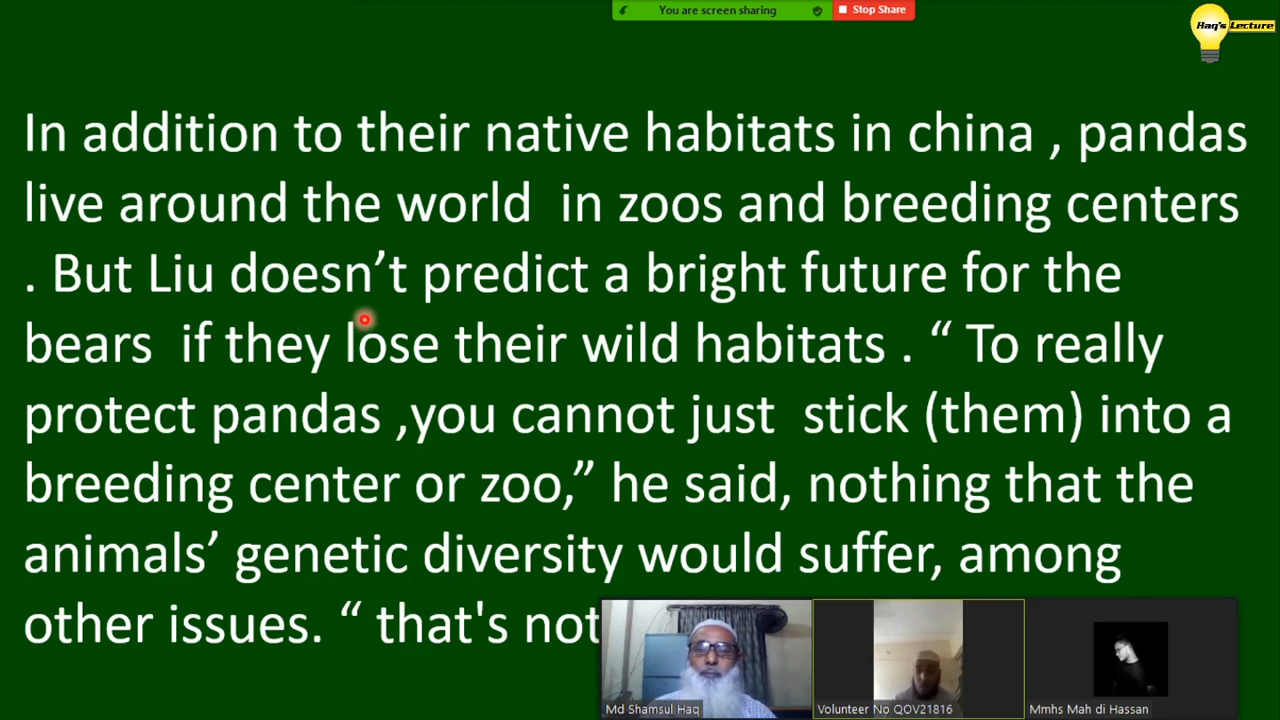 You are screen sharing
Stop Share
Haq's Lecture
In addition to their native habitats in china , pandas
live around the world in zoos and breeding centers
. But Liu doesn’t predict a bright future for the
bears if they lose their wild habitats . “ To really
protect pandas ,you cannot just stick (them) into a
breeding center or zoo,” he said, nothing that the
animals’ genetic diversity would suffer, among
other issues. “ that's not
Md Shamsul Haq
Volunteer No QOV21816
Mmhs Mah di Hassan